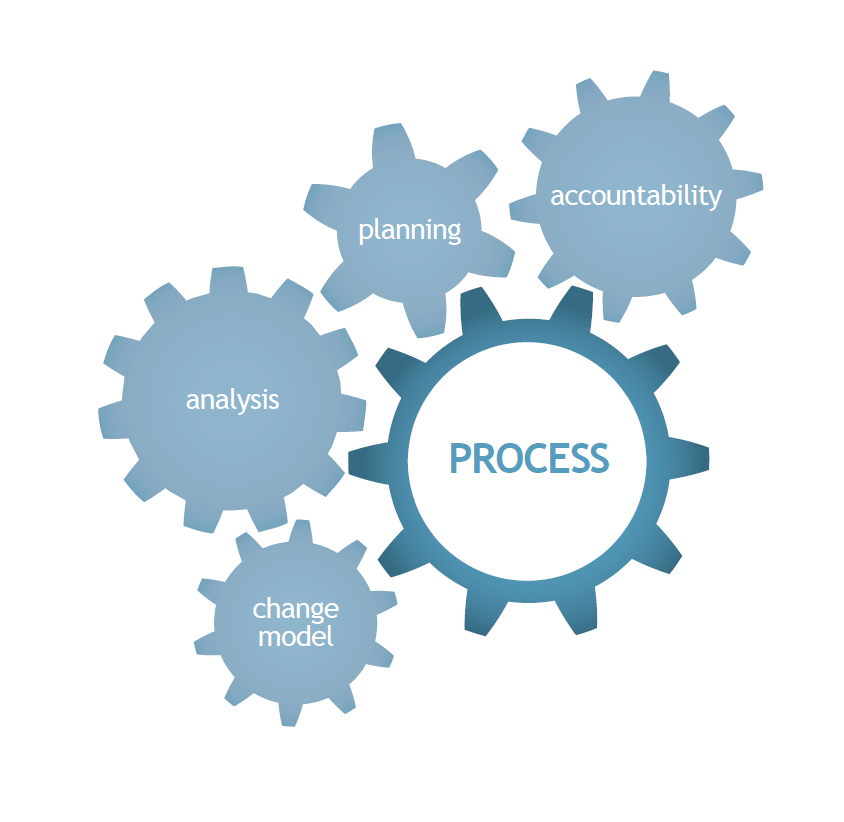 accountability
planning
analysis
PROCESS
change
model